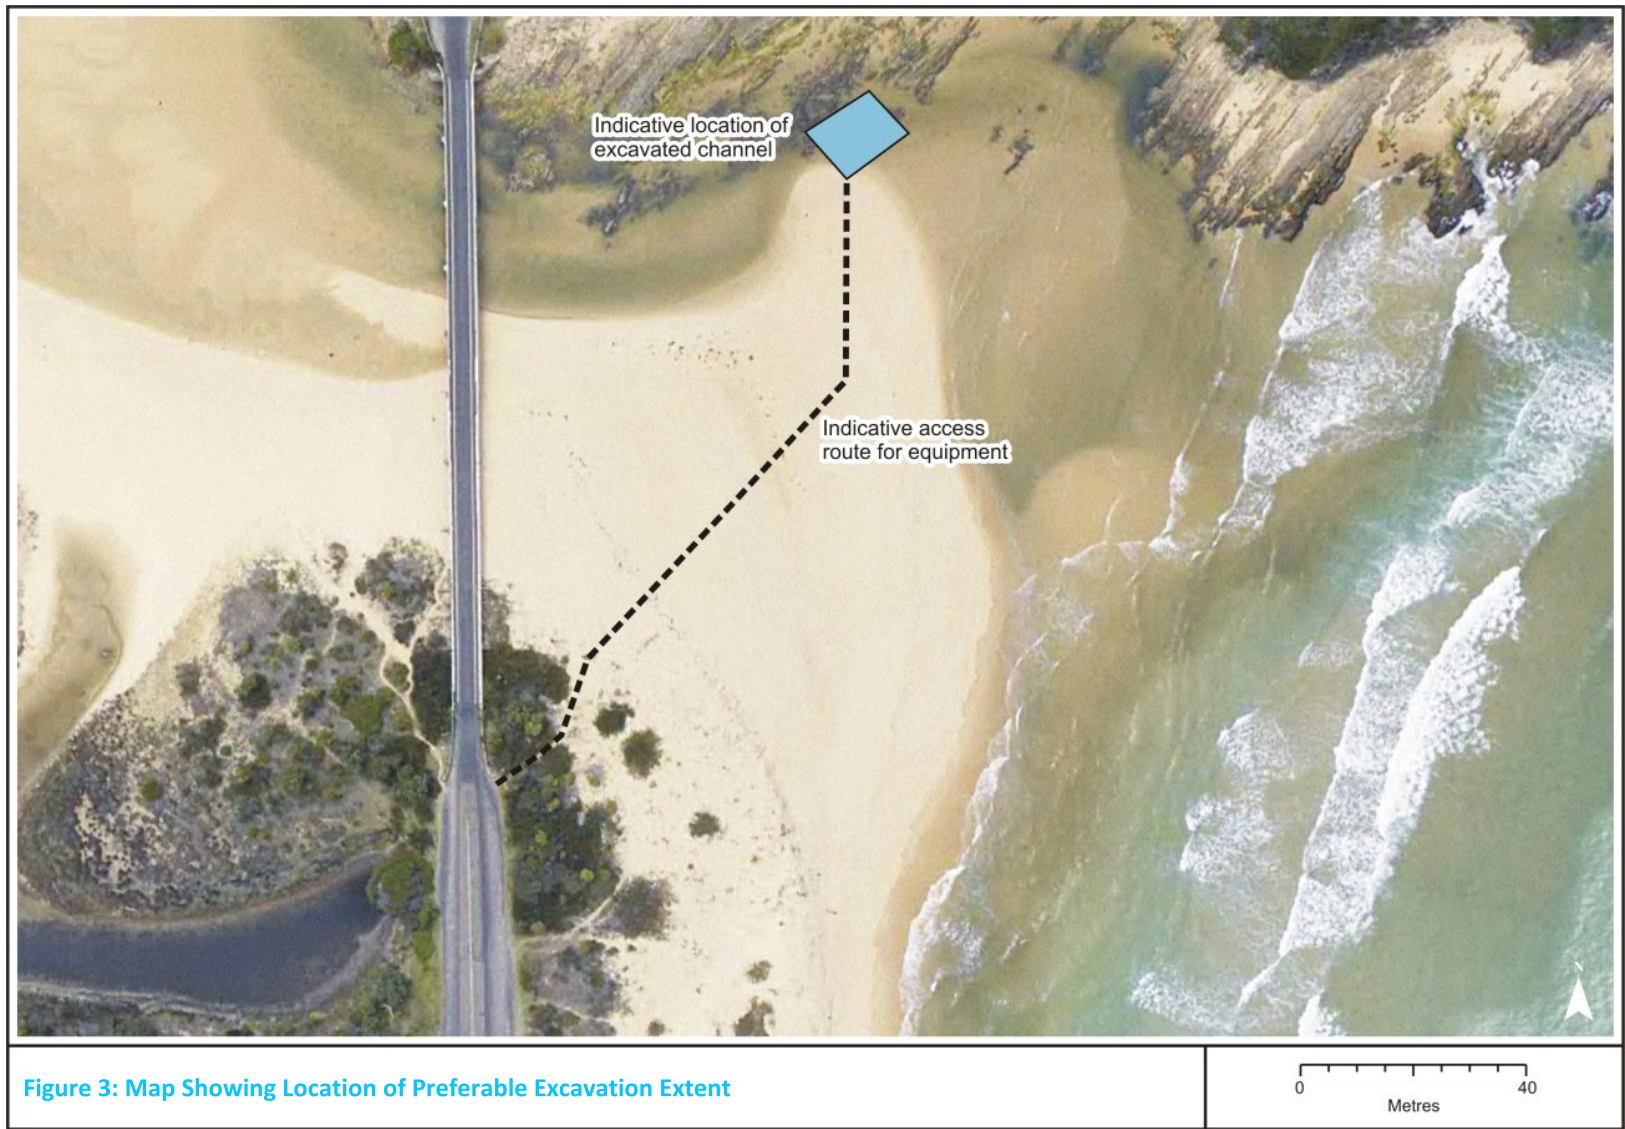 Indicative location of
excavated channel
Indicative access
route for equipment
N
Figure 3: Map Showing Location of Preferable Excavation Extent
0 40
Metres